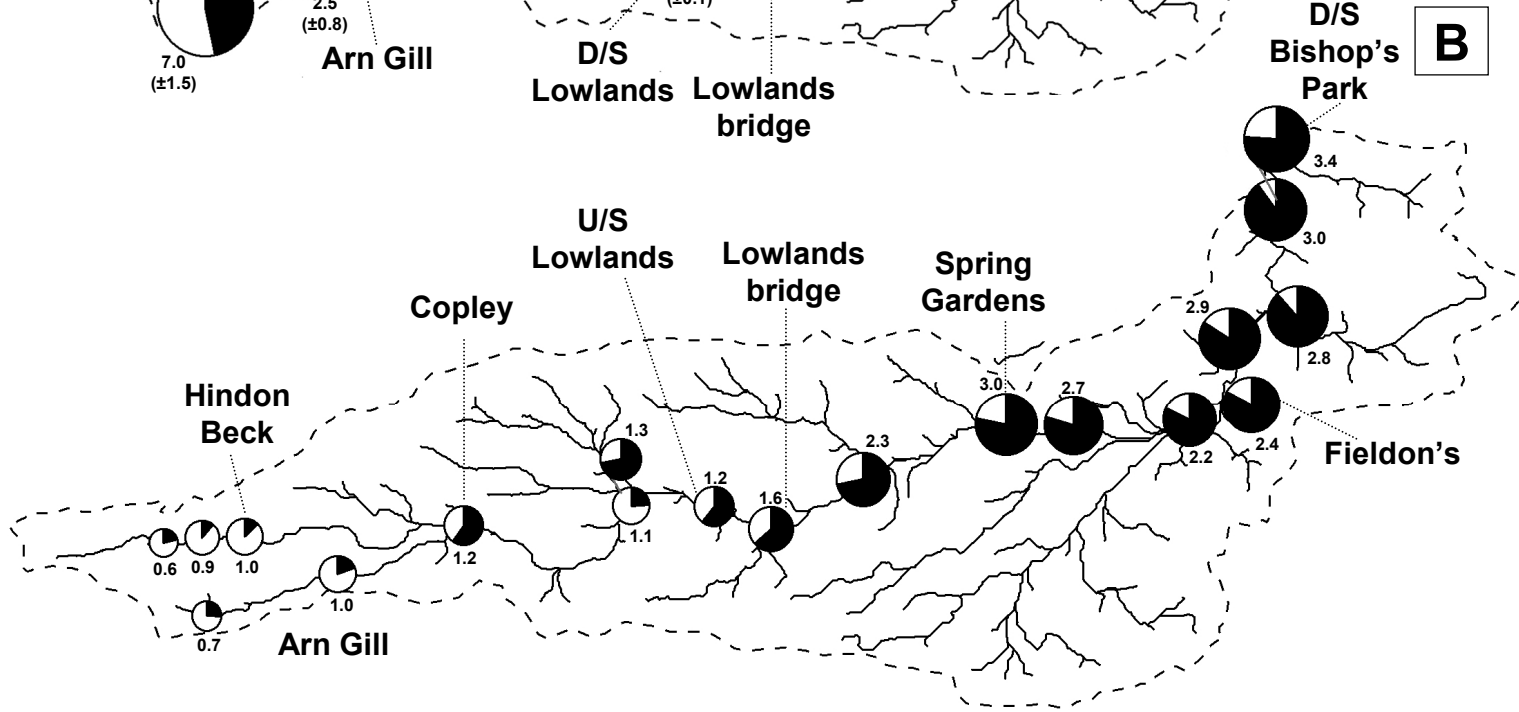 2.5
(±0.8)
(±0.1)
7.0
(±1.5)
Arn Gill
D/S
Lowlands
Lowlands
bridge
D/S
Bishop's
Park
B
3.4
3.0
U/S
Lowlands
Lowlands
bridge
Spring
Gardens
Copley
2.9
2.8
Hindon
Beck
3.0
2.7
1.3
2.3
2.2
2.4
Fieldon's
1.2
1.6
1.1
1.2
0.6
0.9
1.0
1.0
0.7
Arn Gill